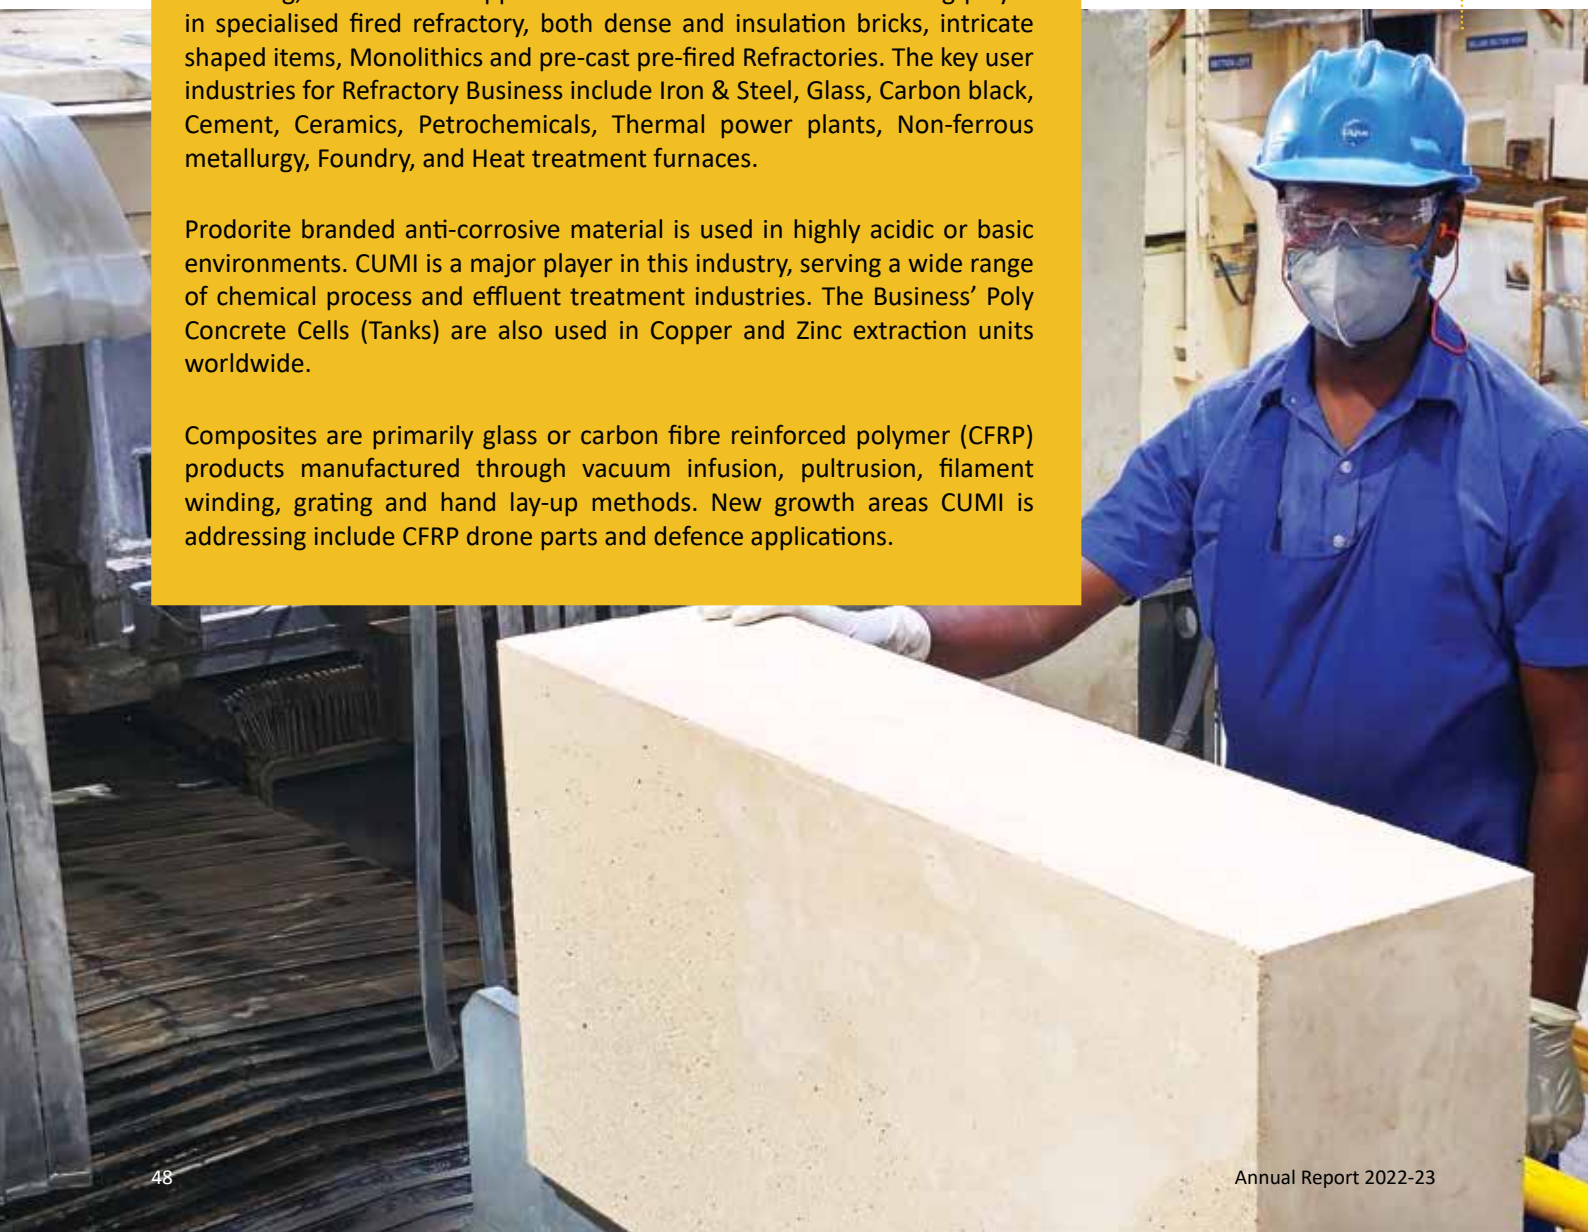 in specialised fired refractory, both dense and insulation bricks, intricate
shaped items, Monolithics and pre-cast pre-fired Refractories. The key user
industries for Refractory Business include Iron & Steel, Glass, Carbon black,
Cement, Ceramics, Petrochemicals, Thermal power plants, Non-ferrous
metallurgy, Foundry, and Heat treatment furnaces.
Prodorite branded anti-corrosive material is used in highly acidic or basic
environments. CUMI is a major player in this industry, serving a wide range
of chemical process and effluent treatment industries. The Business’ Poly
Concrete Cells (Tanks) are also used in Copper and Zinc extraction units
worldwide.
Composites are primarily glass or carbon fibre reinforced polymer (CFRP)
products manufactured through vacuum infusion, pultrusion, filament
winding, grating and hand lay-up methods. New growth areas CUMI is
addressing include CFRP drone parts and defence applications.
48
Annual Report 2022-23